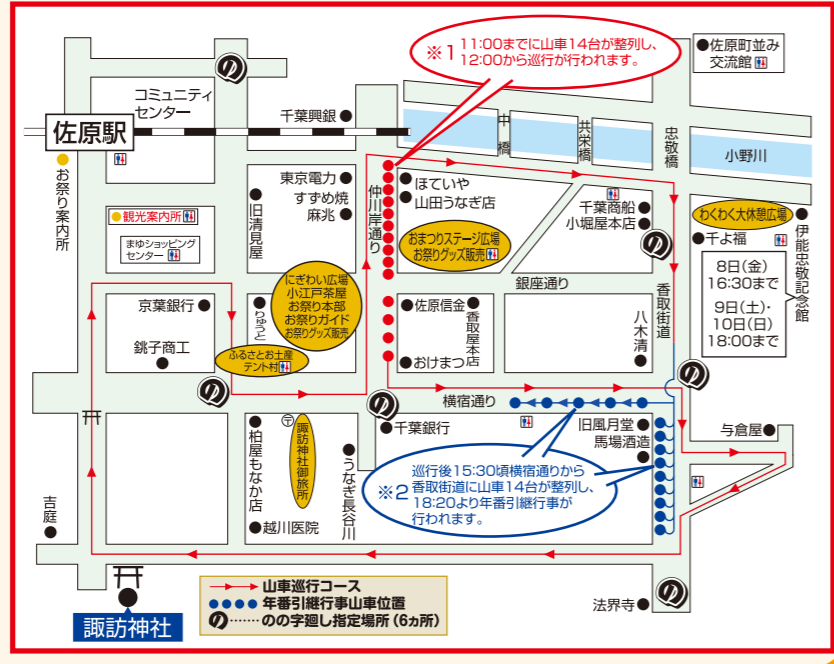 ※1 11:00までに山車14台が整列し、
12:00から巡行が行われます。
佐原町並み
交流館
の
コミュニティ
センター
千葉興銀
佐原駅
お祭り案内所
中橋
共栄橋
忠敬橋
小野川
東京電力
すずめ焼
麻兆
旧清見屋
仲川岸通り
ほていや
山田うなぎ店
千葉商船
小堀屋本店
わくわく大休憩広場
千よ福
伊能忠敬記念館
観光案内所
まゆショッピング
センター
おまつりステージ広場
お祭りグッズ販売
の
8日(金)
16:30まで
9日(土)・
10日(日)
18:00まで
銀座通り
香取街道
にぎわい広場
小江戸茶屋
お祭り本部
お祭りガイド
お祭りグッズ販売
京葉銀行
りゅうと
佐原信金
香取屋本店
八木清
銚子商工
ふるさとお土産
テント村
おけまつ
の
の
の
横宿通り
〒
千葉銀行
旧風月堂
馬場酒造
与倉屋
柏屋もなか店
諏訪神社御旅所
うなぎ長谷川
※2 巡行後15:30頃横宿通りから
香取街道に山車14台が整列し、
18:20より年番引継行事が
行われます。
吉庭
越川医院
山車巡行コース
年番引継行事山車位置
の……のの字廻し指定場所(6ヵ所)
法界寺
の
諏訪神社